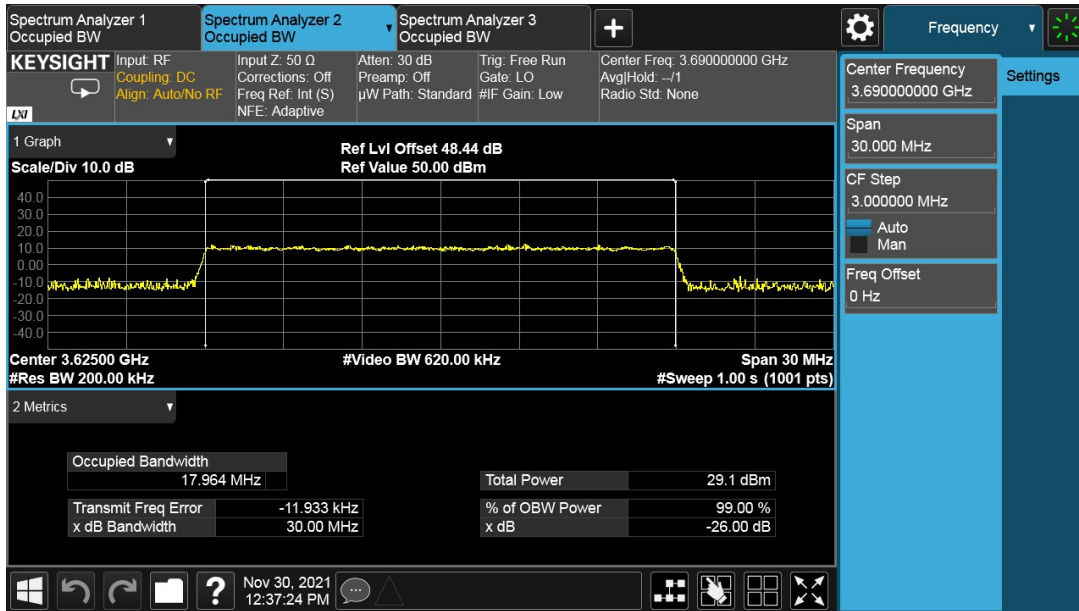 Spectrum Analyzer 1
Occupied BW
Spectrum Analyzer 2
Occupied BW
Spectrum Analyzer 3
Occupied BW
Frequency
KEYSIGHT
LXI
Input: RF
Coupling: DC
Align: Auto/No RF
Input Z: 50 Ω
Corrections: Off
Freq Ref: Int (S)
NFE: Adaptive
Atten: 30 dB
Preamp: Off
µW Path: Standard
Trig: Free Run
Gate: LO
#IF Gain: Low
Center Freq: 3.690000000 GHz
Avg|Hold: --/1
Radio Std: None
Center Frequency
3.690000000 GHz
Settings
Span
30.000 MHz
CF Step
3.000000 MHz
Auto
Man
Freq Offset
0 Hz
1 Graph
Scale/Div 10.0 dB
Ref Lvl Offset 48.44 dB
Ref Value 50.00 dBm
40.0
30.0
20.0
10.0
0.00
-10.0
-20.0
-30.0
-40.0
Center 3.62500 GHz
#Video BW 620.00 kHz
Span 30 MHz
#Res BW 200.00 kHz
#Sweep 1.00 s (1001 pts)
2 Metrics
Occupied Bandwidth
17.964 MHz
Total Power 29.1 dBm
Transmit Freq Error -11.933 kHz
% of OBW Power 99.00 %
x dB Bandwidth 30.00 MHz
x dB -26.00 dB
?
Nov 30, 2021
12:37:24 PM